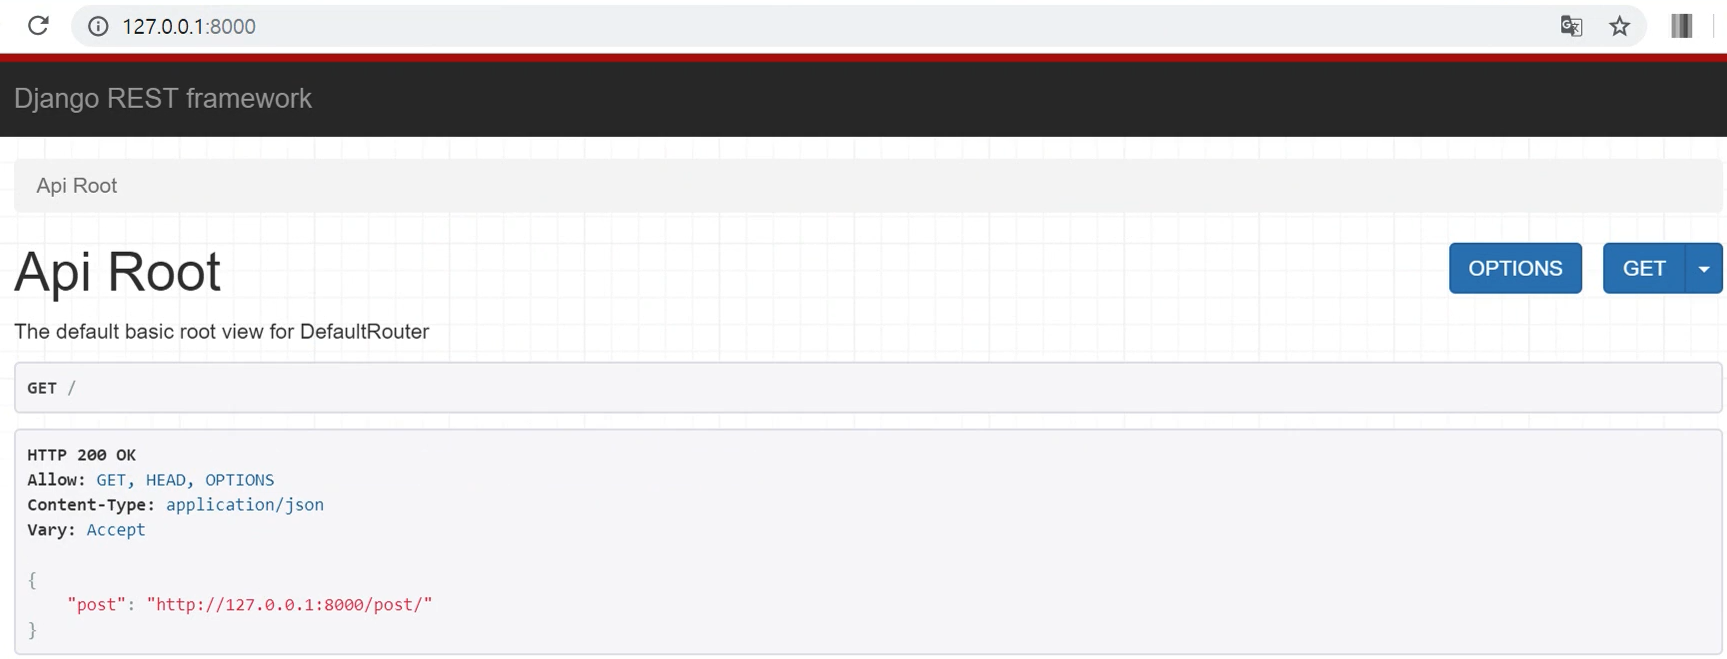 127.0.0.1:8000
Django REST framework
Api Root
Api Root
OPTIONS
GET
The default basic root view for DefaultRouter
GET /
HTTP 200 OK
Allow: GET, HEAD, OPTIONS
Content-Type: application/json
Vary: Accept
{
    "post": "http://127.0.0.1:8000/post/"
}